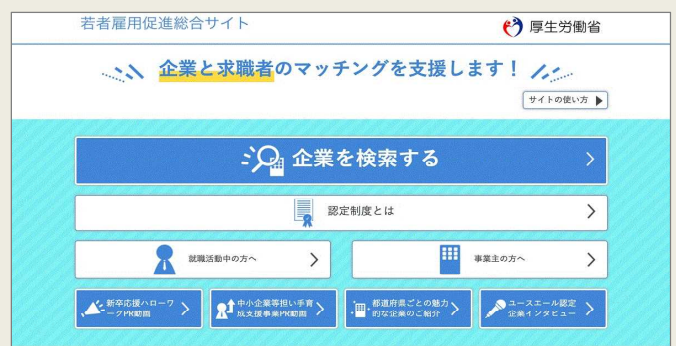 若者雇用促進総合サイト
厚生労働省
企業と求職者のマッチングを支援します！
サイトの使い方
企業を検索する
認定制度とは
就職活動中の方へ
事業主の方へ
新卒応援ハローワ
ークPR動画
中小企業等担い手育
成支援事業PR動画
都道府県ごとの魅力
的な企業のご紹介
ユースエール認定
企業インタビュー